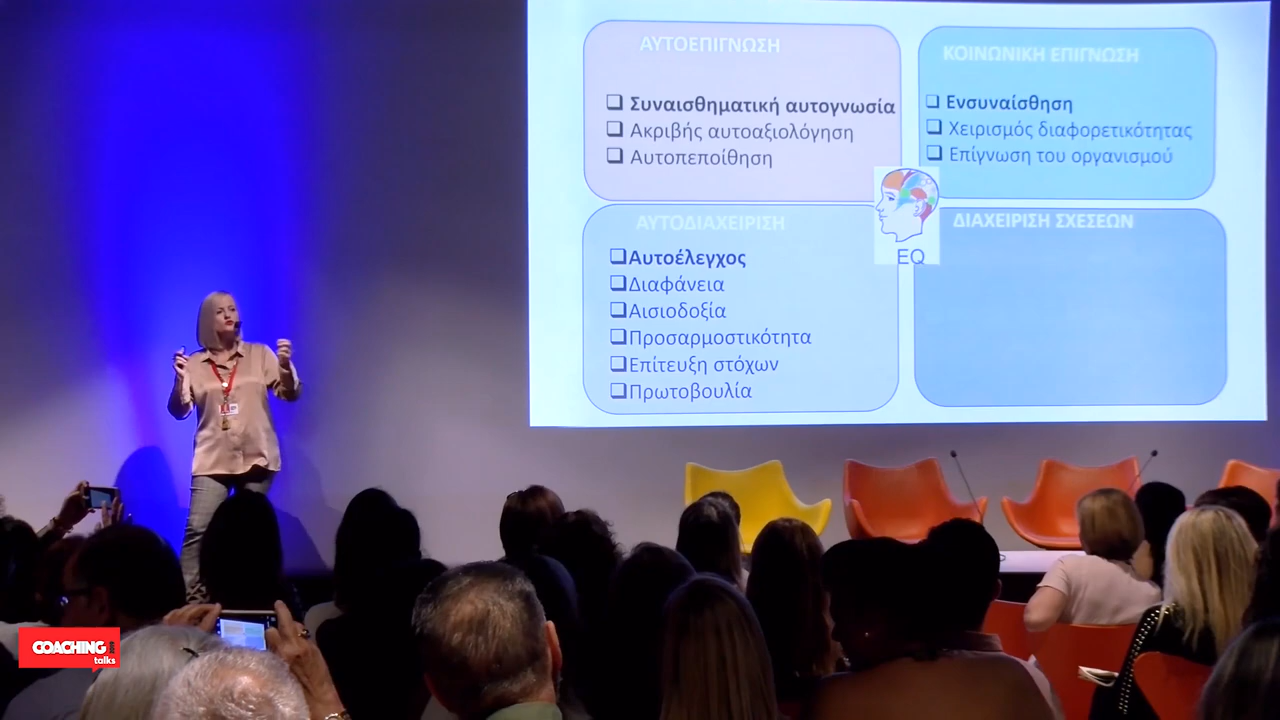 ΑΥΤΟΕΠΙΓΝΩΣΗ
Συναισθηματική αυτογνωσία
Ακριβής αυτοαξιολόγηση
Αυτοπεποίθηση
ΚΟΙΝΩΝΙΚΗ ΕΠΙΓΝΩΣΗ
Ενσυναίσθηση
Χειρισμός διαφορετικότητας
Επίγνωση του οργανισμού
ΑΥΤΟΔΙΑΧΕΙΡΙΣΗ
Αυτοέλεγχος
Διαφάνεια
Αισιοδοξία
Προσαρμοστικότητα
Επίτευξη στόχων
Πρωτοβουλία
EQ
ΔΙΑΧΕΙΡΙΣΗ ΣΧΕΣΕΩΝ
COACHING
talks